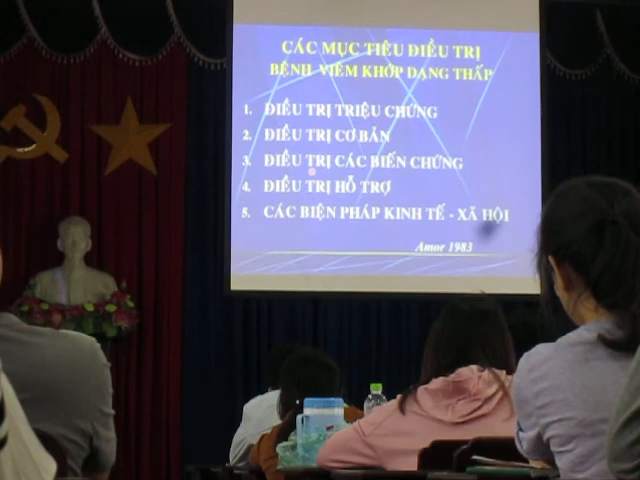 CÁC MỤC TIÊU ĐIỀU TRỊ
BỆNH VIÊM KHỚP DẠNG THẤP
1. ĐIỀU TRỊ TRIỆU CHỨNG
2. ĐIỀU TRỊ CƠ BẢN
3. ĐIỀU TRỊ CÁC BIẾN CHỨNG
4. ĐIỀU TRỊ HỖ TRỢ
5. CÁC BIỆN PHÁP KINH TẾ - XÃ HỘI
Amor 1983